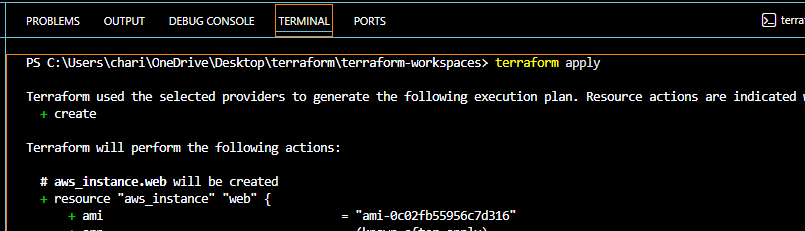 PROBLEMS OUTPUT DEBUG CONSOLE TERMINAL PORTS
PS C:\Users\chari\OneDrive\Desktop\terraform\terraform-workspaces> terraform apply
Terraform used the selected providers to generate the following execution plan. Resource actions are indicated
+ create
Terraform will perform the following actions:
# aws_instance.web will be created
+ resource "aws_instance" "web" {
+ ami = "ami-0c02fb55956c7d316"